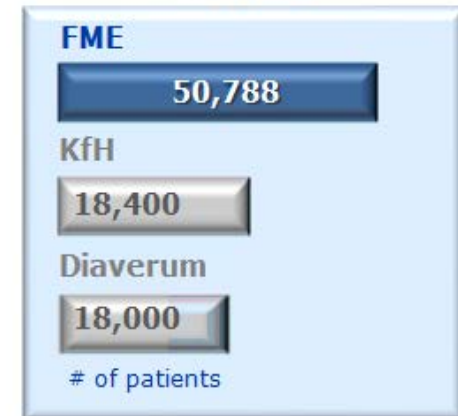 FME
50,788
KfH
18,400
Diaverum
18,000
# of patients